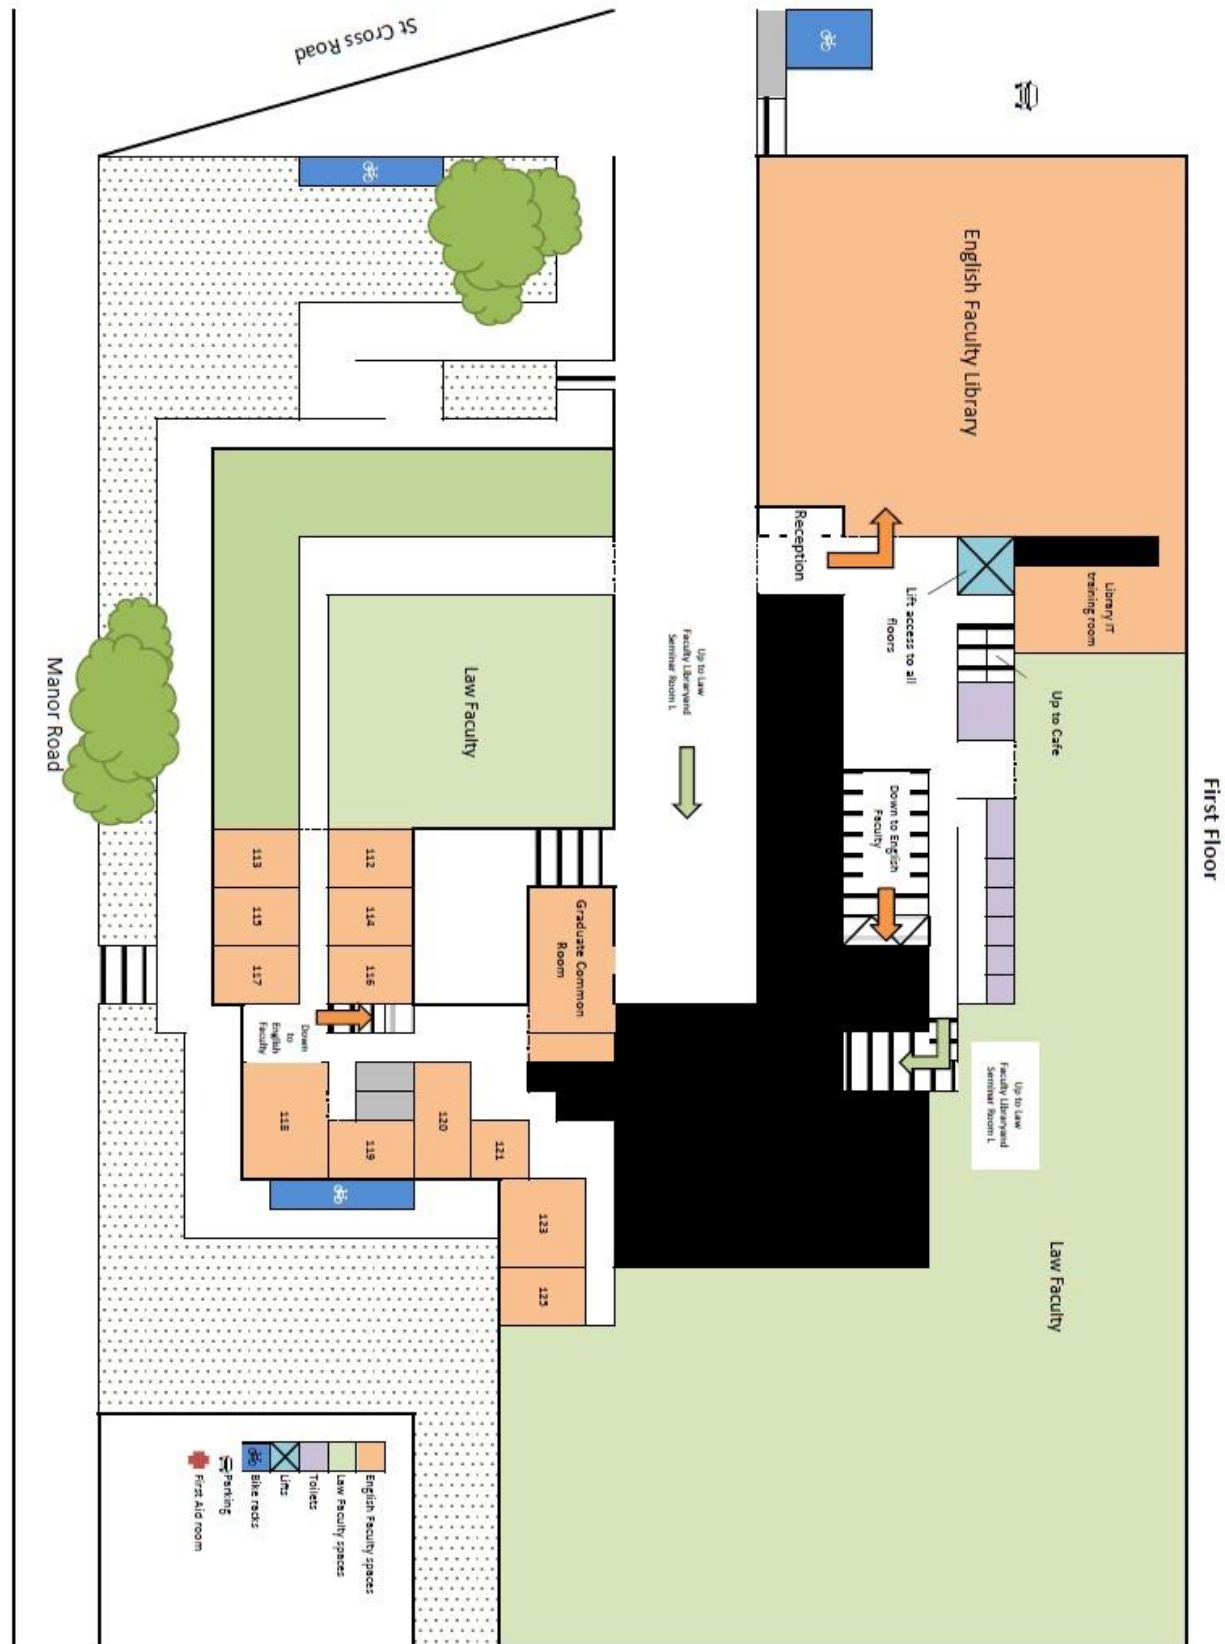 First Floor
St Cross Road
English Faculty Library
Reception
Library IT
training room
Lift access to all
floors
Up to Cafe
Up to Law
Faculty Libraryand
Seminar Room L
Law Faculty
Down to English
Faculty
Manor Road
113
112
115
114
117
116
Graduate Common
Room
Down
to
English
Faculty
Up to Law
Faculty Libraryand
Seminar Room L
118
119
120
121
123
125
Law Faculty
English Faculty spaces
Law Faculty spaces
Toilets
Lifts
Bike racks
Parking
First Aid room